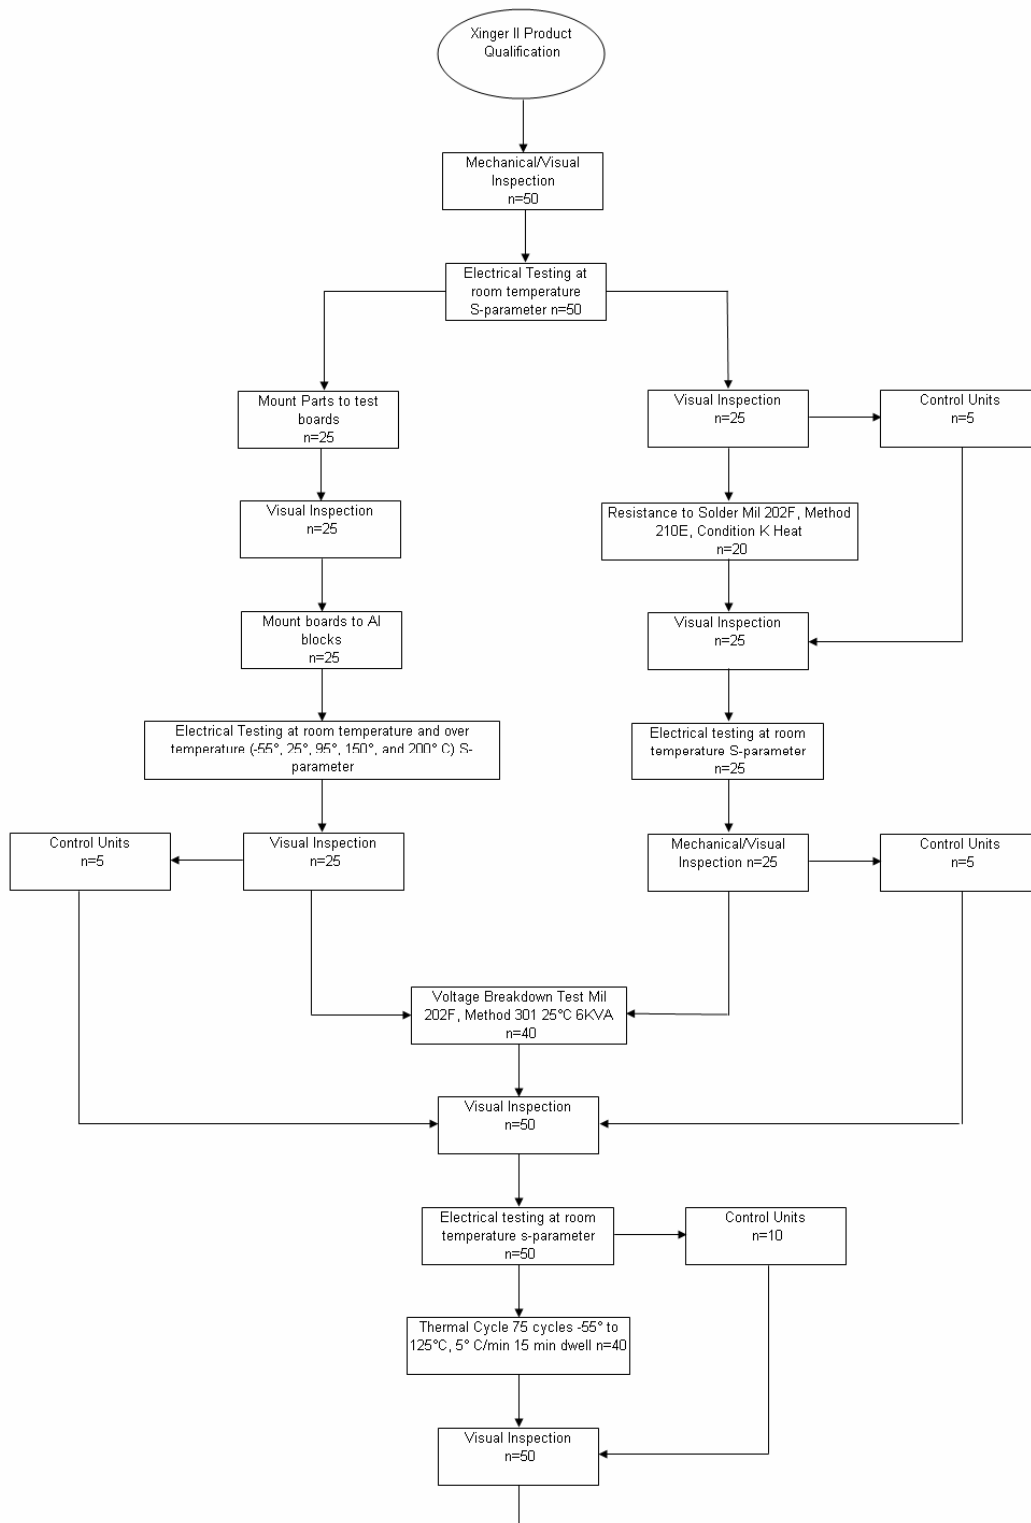 Xinger II Product
Qualification
Mechanical/Visual
Inspection
n=50
Electrical Testing at
room temperature
S-parameter n=50
Mount Parts to test
boards
n=25
Visual Inspection
n=25
Control Units
n=5
Visual Inspection
n=25
Resistance to Solder Mil 202F, Method
210E, Condition K Heat
n=20
Mount boards to Al
blocks
n=25
Visual Inspection
n=25
Electrical Testing at room temperature and over
temperature (-55°, 25°, 95°, 150°, and 200° C) S-
parameter
Electrical testing at room
temperature S-parameter
n=25
Control Units
n=5
Visual Inspection
n=25
Mechanical/Visual
Inspection n=25
Control Units
n=5
Voltage Breakdown Test Mil
202F, Method 301 25°C 6KVA
n=40
Visual Inspection
n=50
Electrical testing at room
temperature s-parameter
n=50
Control Units
n=10
Thermal Cycle 75 cycles -55° to
125°C, 5° C/min 15 min dwell n=40
Visual Inspection
n=50